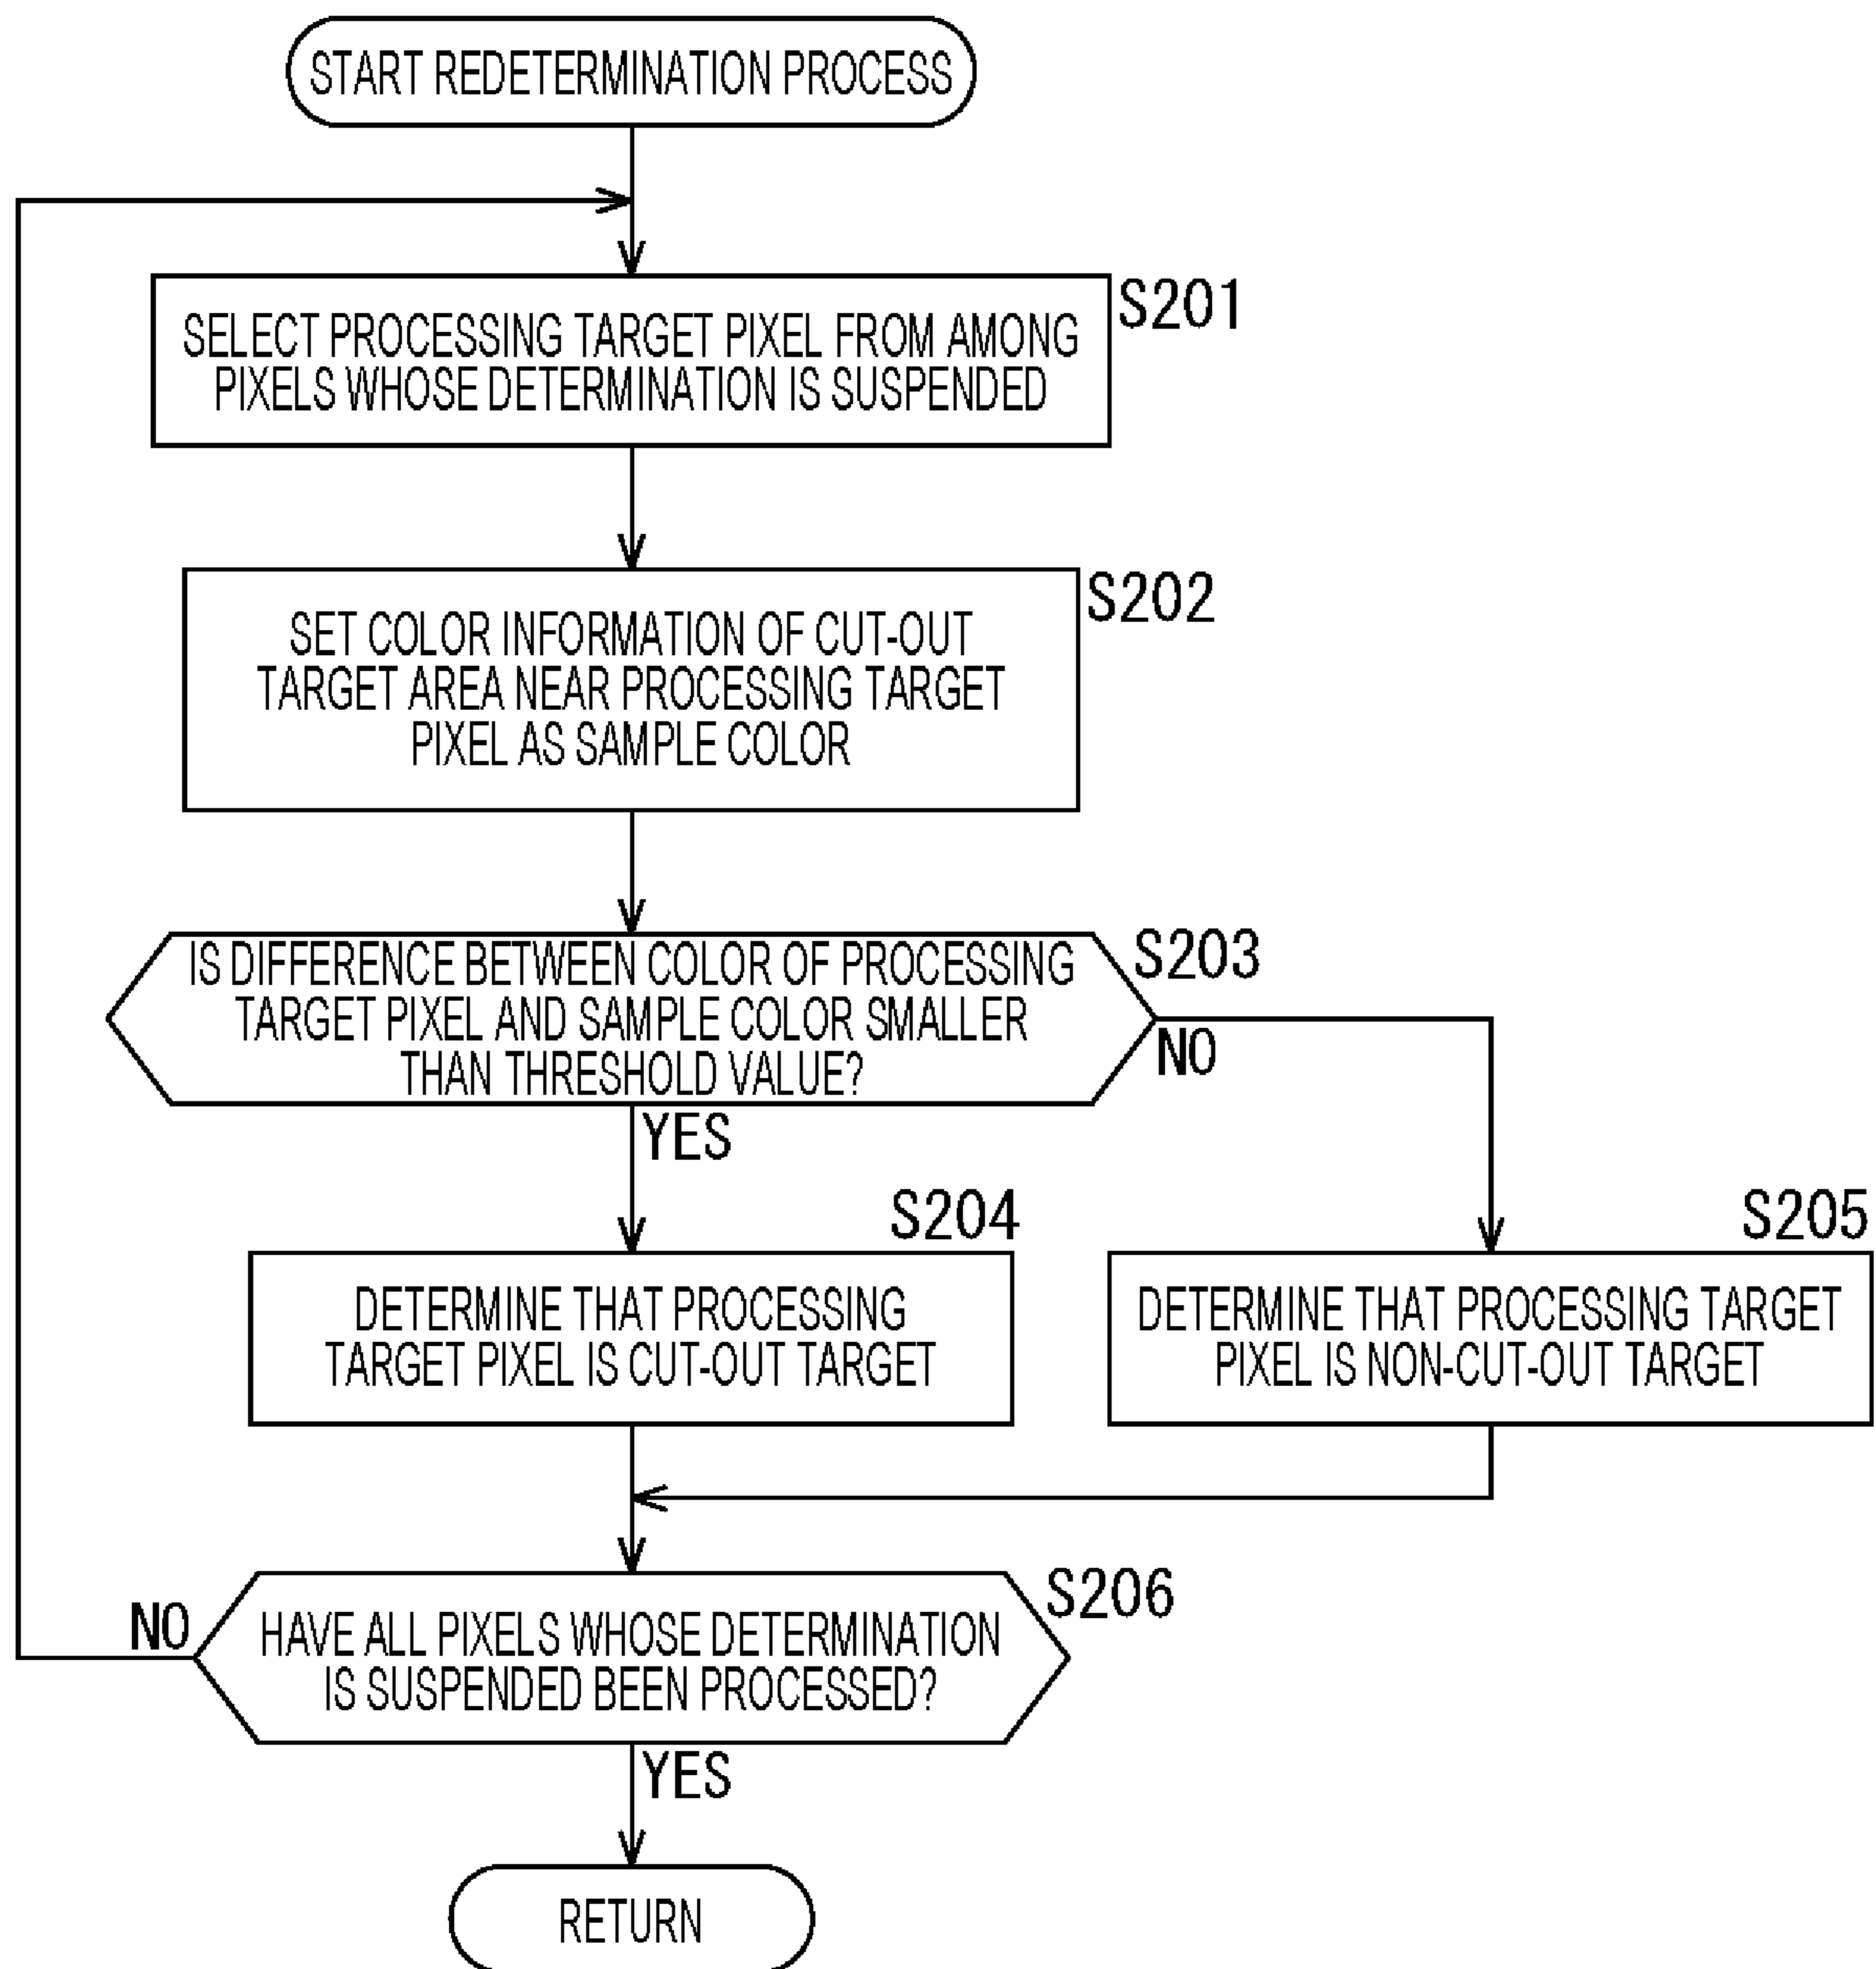 START REDETERMINATION PROCESS
S201
SELECT PROCESSING TARGET PIXEL FROM AMONG
PIXELS WHOSE DETERMINATION IS SUSPENDED
S202
SET COLOR INFORMATION OF CUT-OUT
TARGET AREA NEAR PROCESSING TARGET
PIXEL AS SAMPLE COLOR
S203
IS DIFFERENCE BETWEEN COLOR OF PROCESSING
TARGET PIXEL AND SAMPLE COLOR SMALLER
THAN THRESHOLD VALUE?
NO
YES
S204
DETERMINE THAT PROCESSING
TARGET PIXEL IS CUT-OUT TARGET
S205
DETERMINE THAT PROCESSING TARGET
PIXEL IS NON-CUT-OUT TARGET
S206
NO
HAVE ALL PIXELS WHOSE DETERMINATION
IS SUSPENDED BEEN PROCESSED?
YES
RETURN